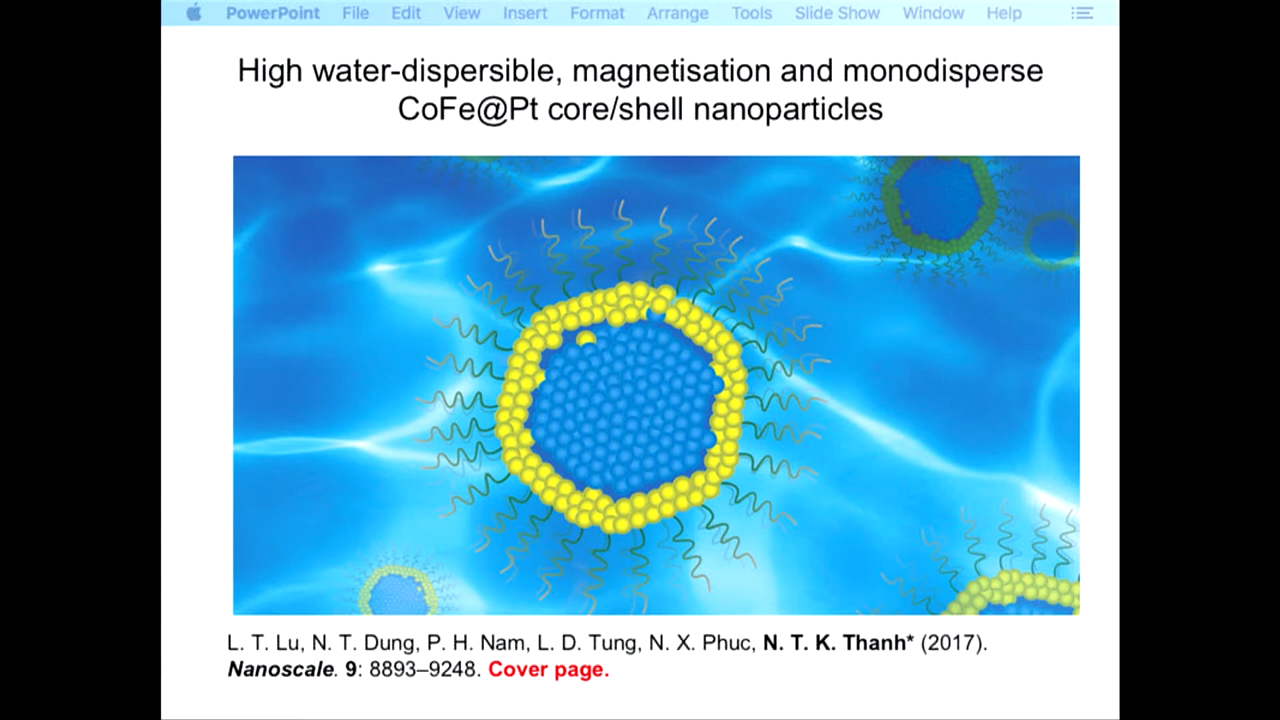 PowerPoint File Edit View Insert Format Arrange Tools Slide Show Window Help
High water-dispersible, magnetisation and monodisperse
CoFe@Pt core/shell nanoparticles
L. T. Lu, N. T. Dung, P. H. Nam, L. D. Tung, N. X. Phuc, N. T. K. Thanh* (2017).
Nanoscale. 9: 8893–9248. Cover page.